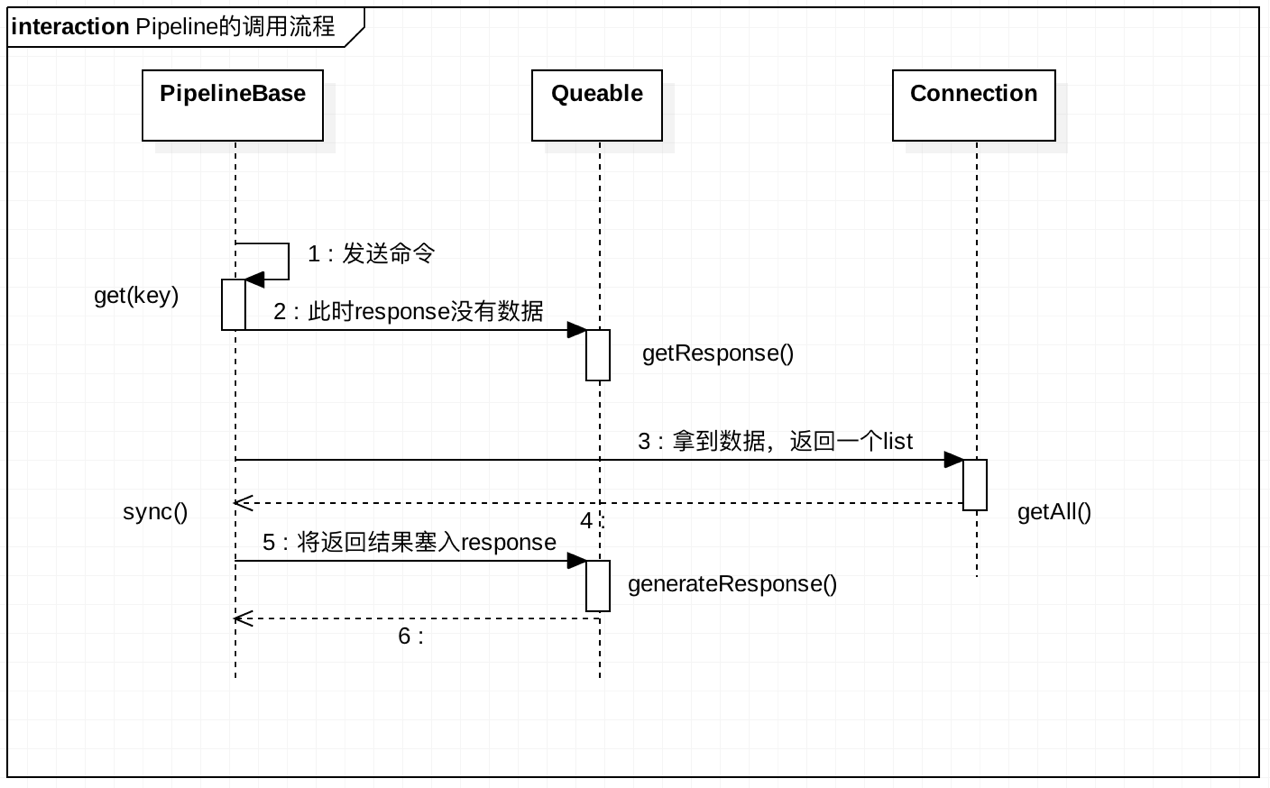 interaction Pipeline的调用流程
PipelineBase
Queable
Connection
1 : 发送命令
get(key)
2 : 此时response没有数据
getResponse()
3 : 拿到数据，返回一个list
sync()
4 :
getAll()
5 : 将返回结果塞入response
generateResponse()
6 :